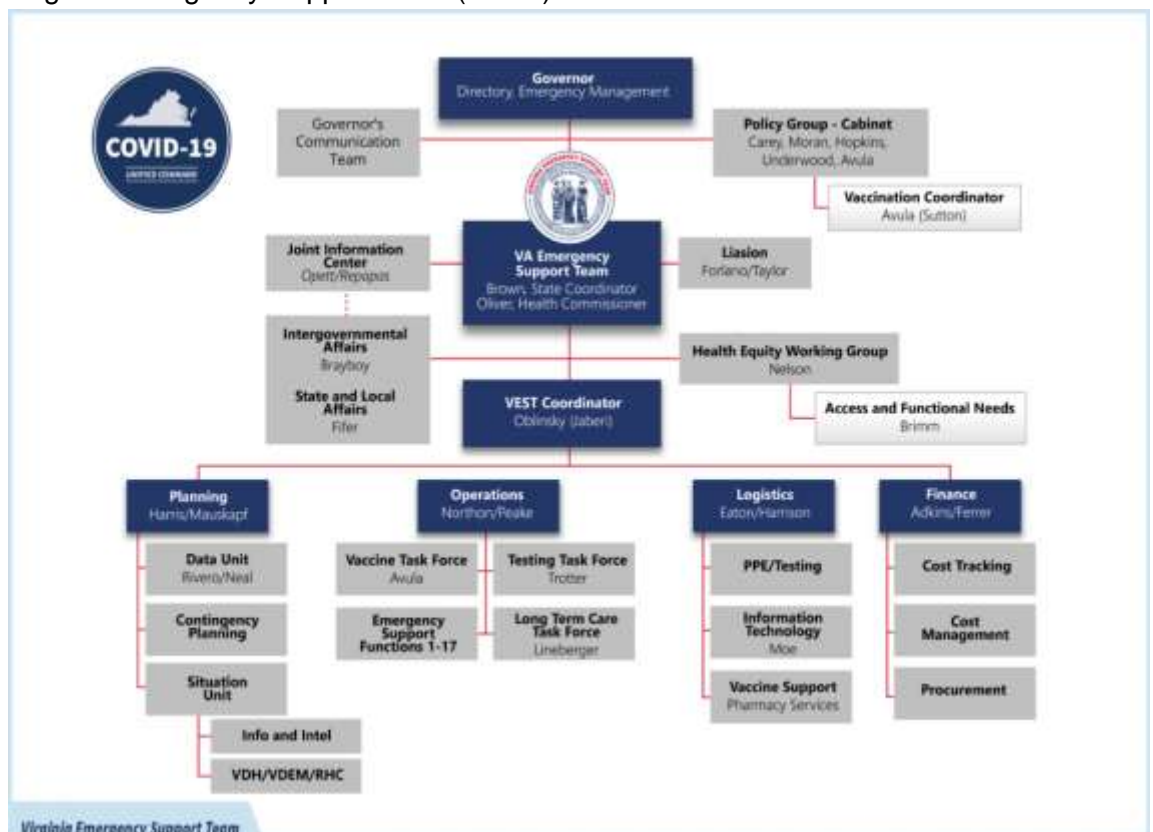 COVID-19
UNIFIED COMMAND
Governor
Directory, Emergency Management
Governor's
Communication
Team
Policy Group - Cabinet
Carey, Moran, Hopkins,
Underwood, Avula
Vaccination Coordinator
Avula (Sutton)
Joint Information
Center
VA Emergency
Support Team
Brown, State Coordinator
Oliver, Health Commissioner
Liasion
Forlano/Taylor
Intergovernmental
Affairs
Brayboy
State and Local
Affairs
Fifer
Health Equity Working Group
Nelson
Access and Functional Needs
Brimm
VEST Coordinator
Oblinsky (Jaberi)
Planning
Harris/Mauskapf
Operations
Northon/Peake
Logistics
Eaton/Harrison
Finance
Adkins/Ferrer
Data Unit
Rivero/Neal
Contingency
Planning
Situation
Unit
Info and Intel
VDH/VDEM/RHC
Vaccine Task Force
Avula
Testing Task Force
Trotter
Emergency
Support
Functions 1-17
Long Term Care
Task Force
Lineberger
PPE/Testing
Information
Technology
Moe
Vaccine Support
Pharmacy Services
Cost Tracking
Cost
Management
Procurement
Virginia Emergency Support Team